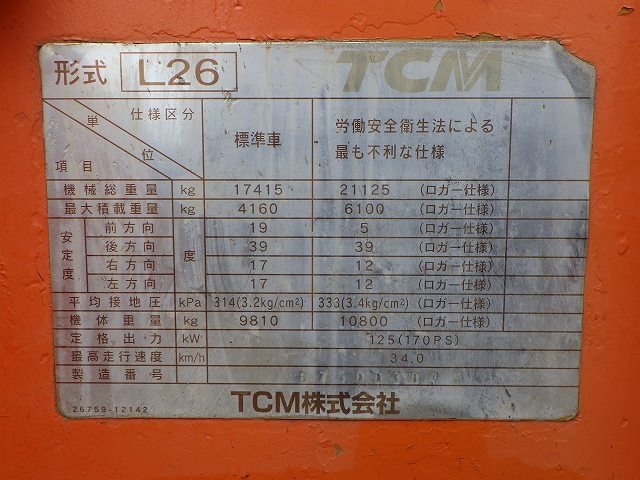 形式 L26 TCM
単位 仕様区分 項目 標準車 労働安全衛生法による
最も不利な仕様
機械総重量 kg 17415 21125 (ロガー仕様)
最大積載重量 kg 4160 6100 (ロガー仕様)
安定度 前方向 度 19 5 (ロガー仕様)
後方向 39 39 (ロガー仕様)
右方向 17 12 (ロガー仕様)
左方向 17 12 (ロガー仕様)
平均接地圧 kPa 314(3.2kg/cm²) 333(3.4kg/cm²) (ロガー仕様)
機体重量 kg 9810 10800 (ロガー仕様)
定格出力 kW 125(170PS)
最高走行速度 km/h 34.0
製造番号
26759-12142 TCM株式会社